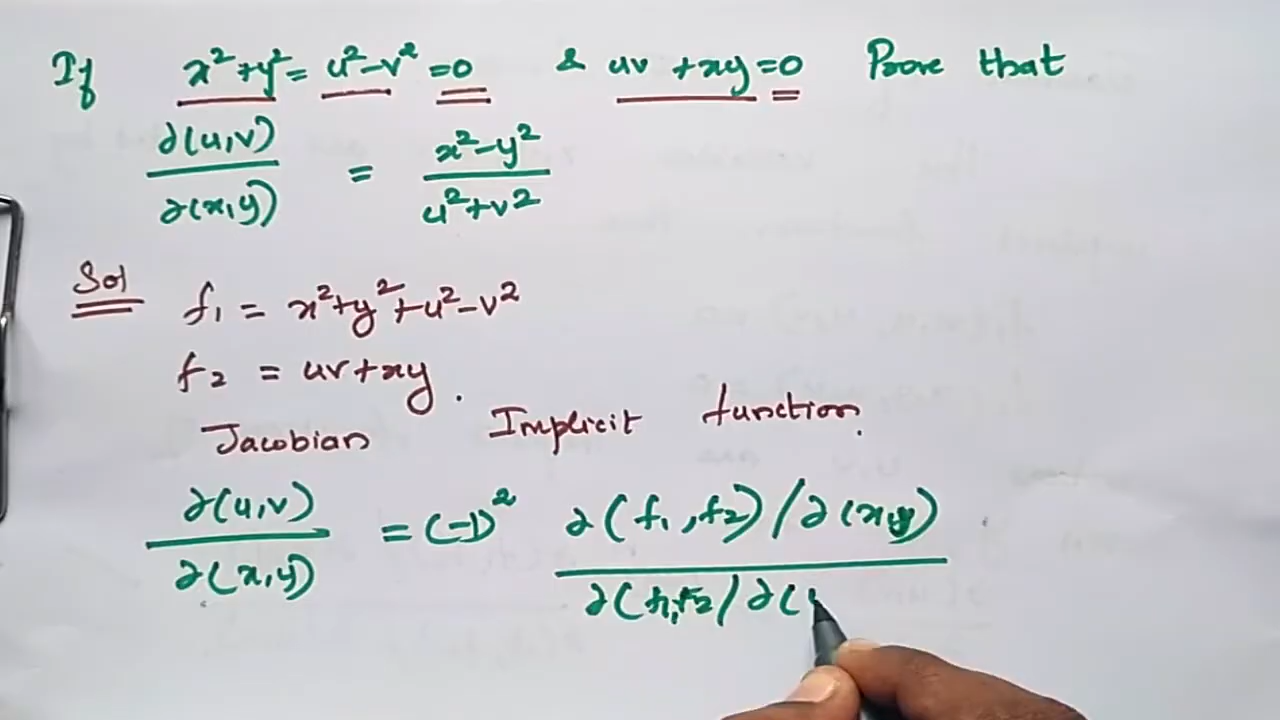 If x²+y² = u²-v² = 0 & uv + xy = 0 Prove that
∂(u,v)/∂(x,y) = x²-y²/u²+v²
Sol f₁ = x²+y²+u²-v²
f₂ = uv+xy.
Jacobian Implicit function.
∂(u,v)/∂(x,y) = (-1)² ∂(f₁,f₂)/∂(x,y)
∂(f₁,f₂/∂(